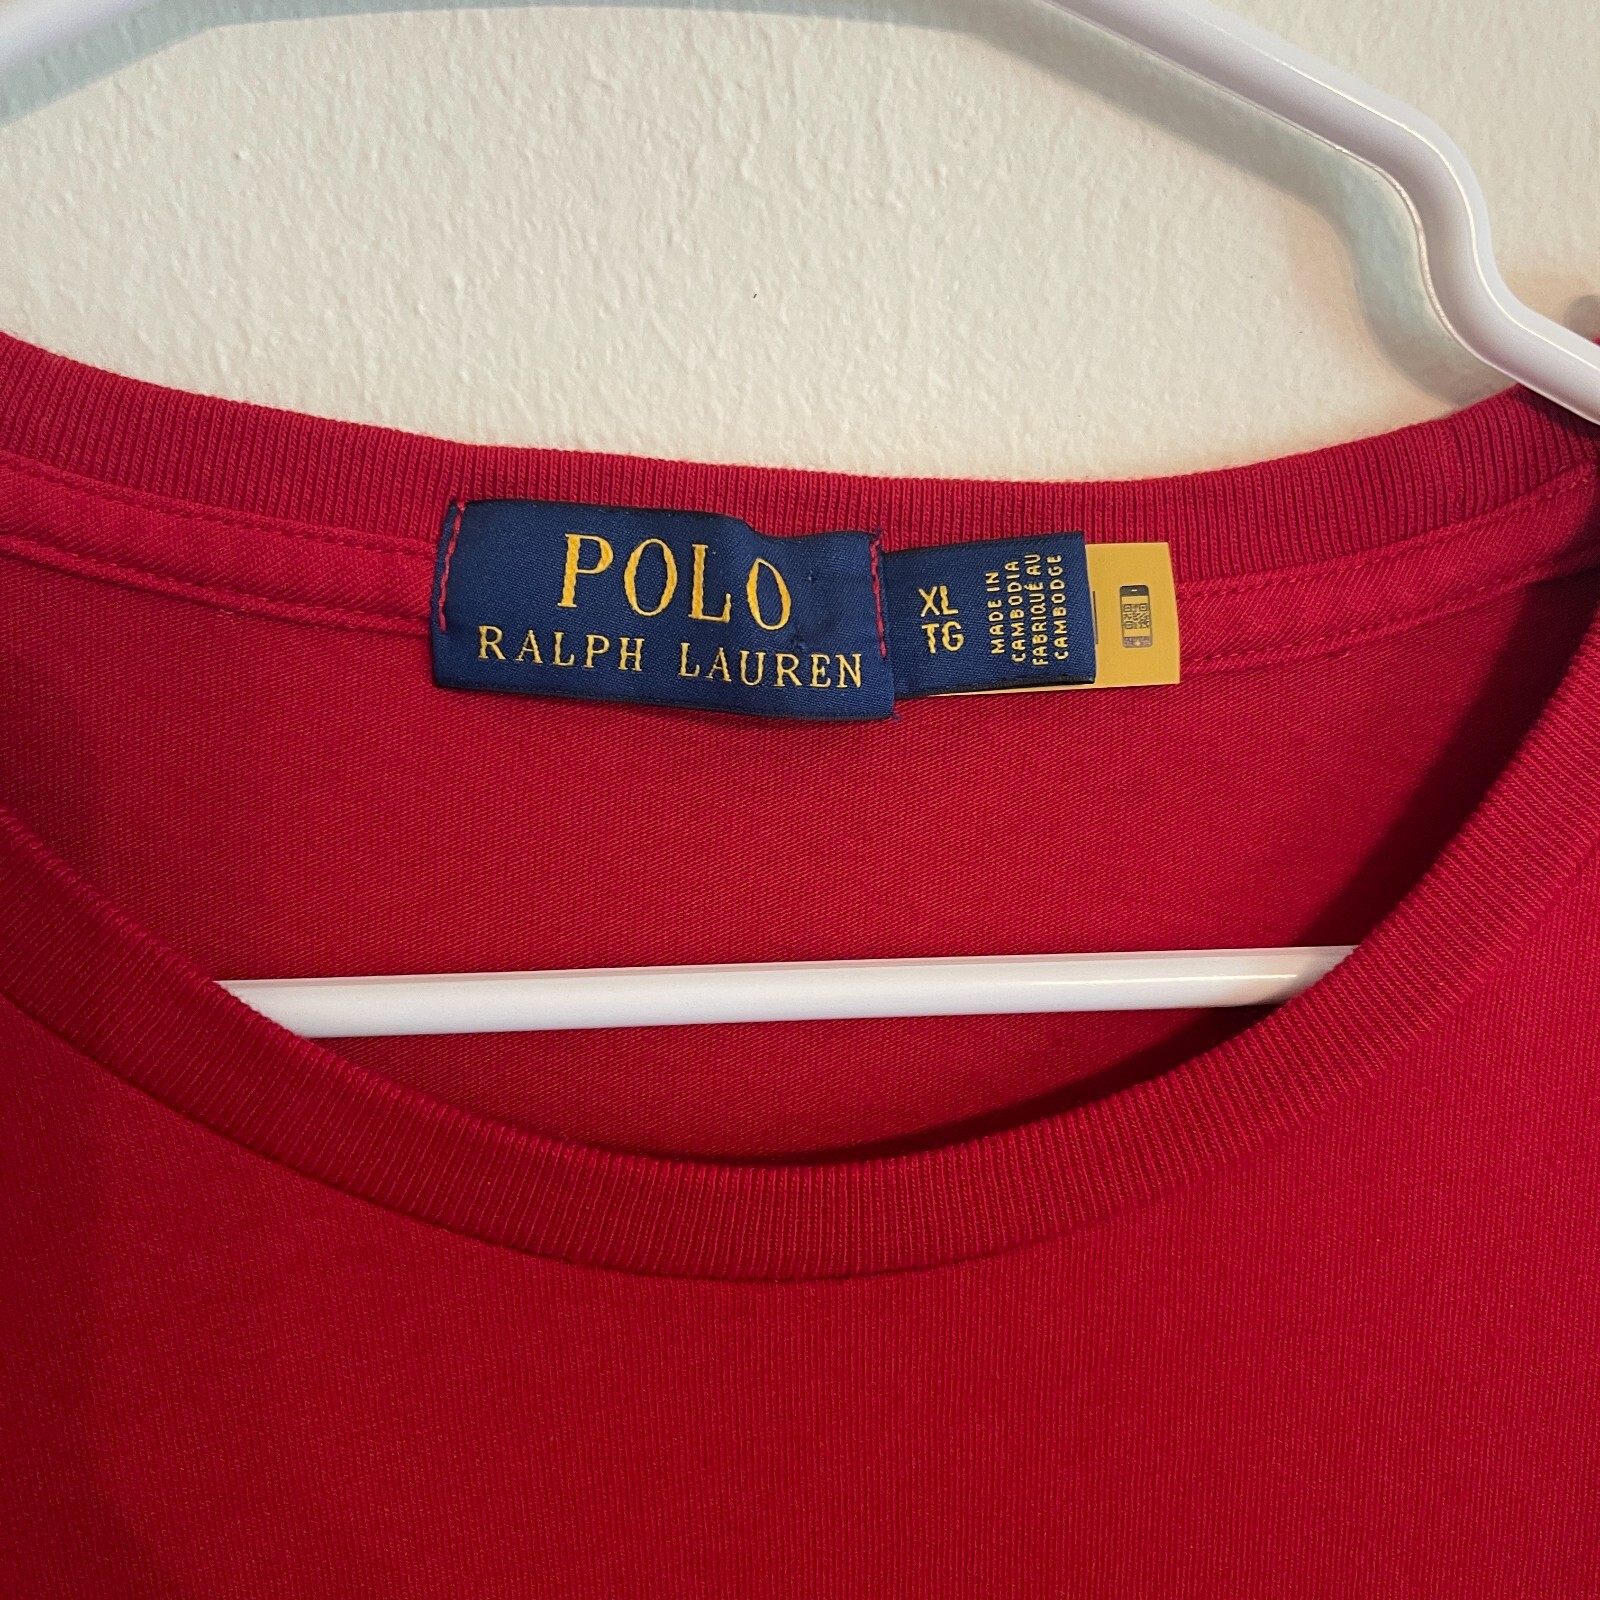 POLO
RALPH LAUREN
XL
TG
MADE IN
CAMBODIA
FABRIQUÉ AU
CAMBODGE